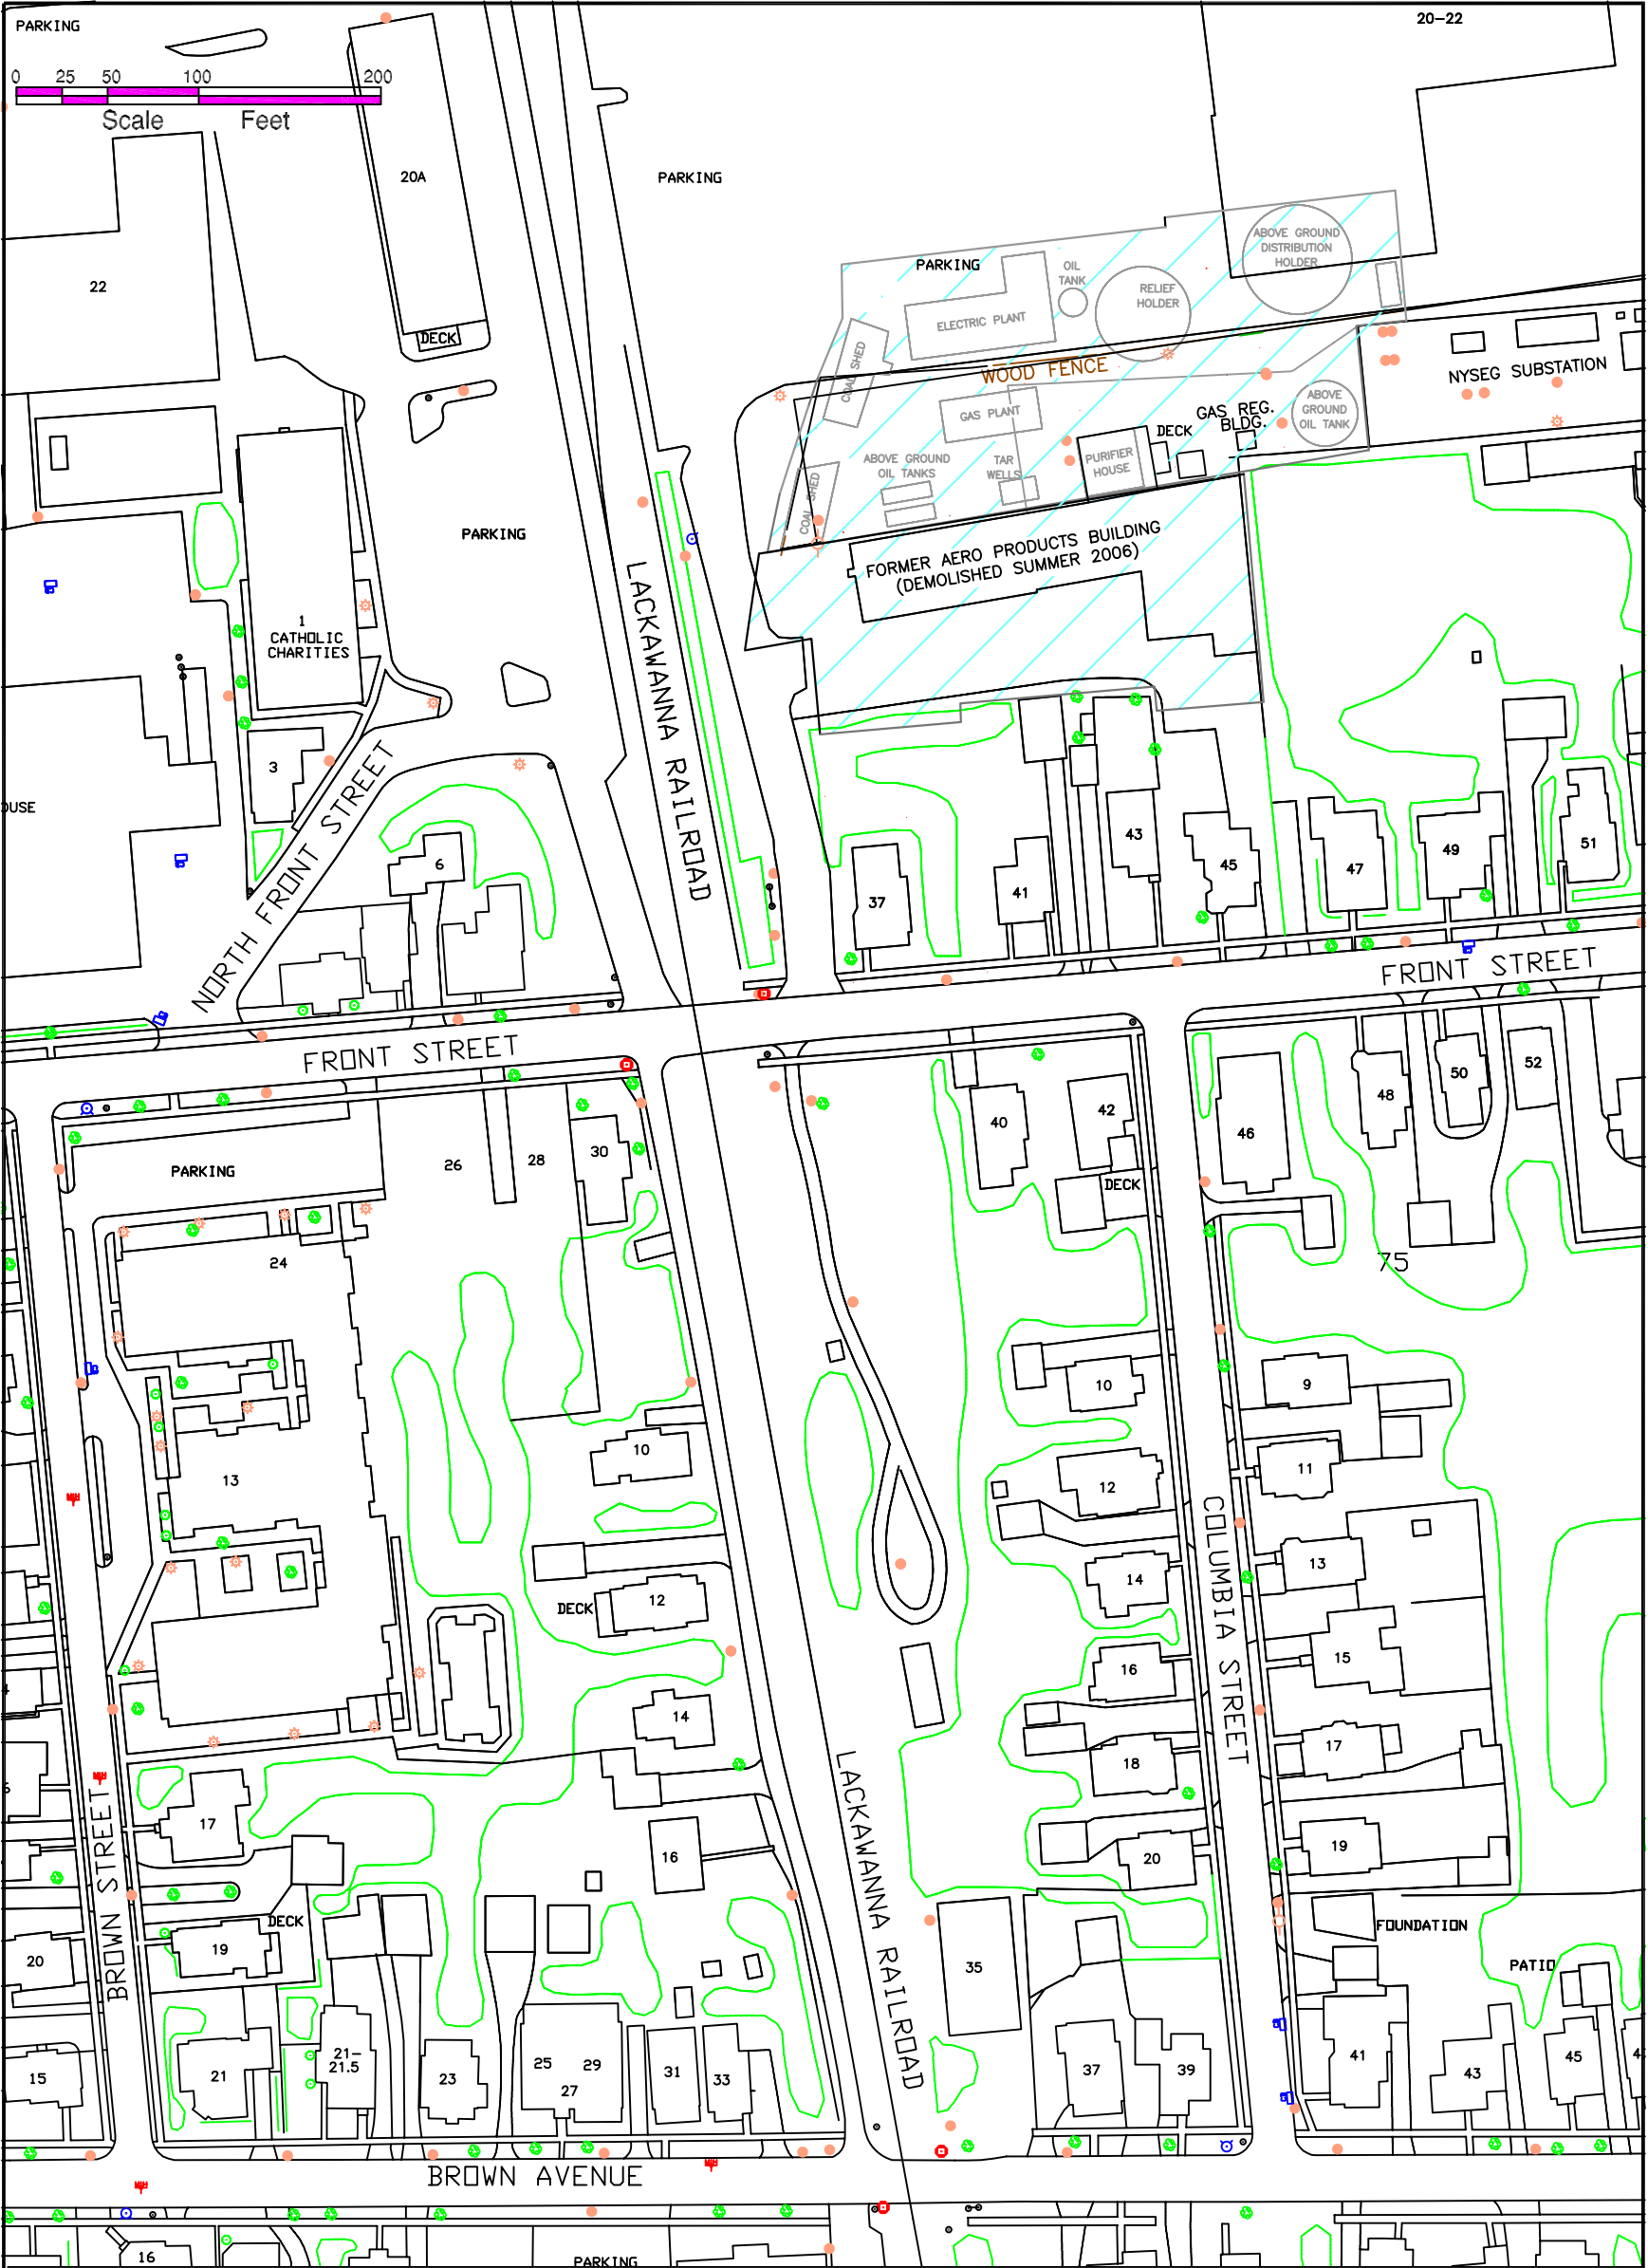 PARKING
20-22
0 25 50 100 200
Scale Feet
20A
PARKING
22
DECK
PARKING
ABOVE GROUND
DISTRIBUTION
HOLDER
OIL
TANK
RELIEF
HOLDER
ELECTRIC PLANT
COAL SHED
WOOD FENCE
NYSEG SUBSTATION
GAS PLANT
GAS REG.
BLDG.
DECK
ABOVE
GROUND
OIL TANK
ABOVE GROUND
OIL TANKS
TAR
WELLS
PURIFIER
HOUSE
COAL SHED
PARKING
FORMER AERO PRODUCTS BUILDING
(DEMOLISHED SUMMER 2006)
1
CATHOLIC
CHARITIES
LACKAWANNA RAILROAD
3
NORTH FRONT STREET
OUSE
6
37
41
43
45
47
49
51
FRONT STREET
FRONT STREET
PARKING
26
28
30
40
42
DECK
46
48
50
52
24
75
10
9
10
13
12
11
COLUMBIA STREET
14
13
DECK
12
16
15
14
18
17
LACKAWANNA RAILROAD
17
BROWN STREET
16
20
19
DECK
19
20
35
FOUNDATION
PATIO
15
21
21-
21.5
23
25
29
27
31
33
37
39
41
43
45
4
BROWN AVENUE
16
PARKING